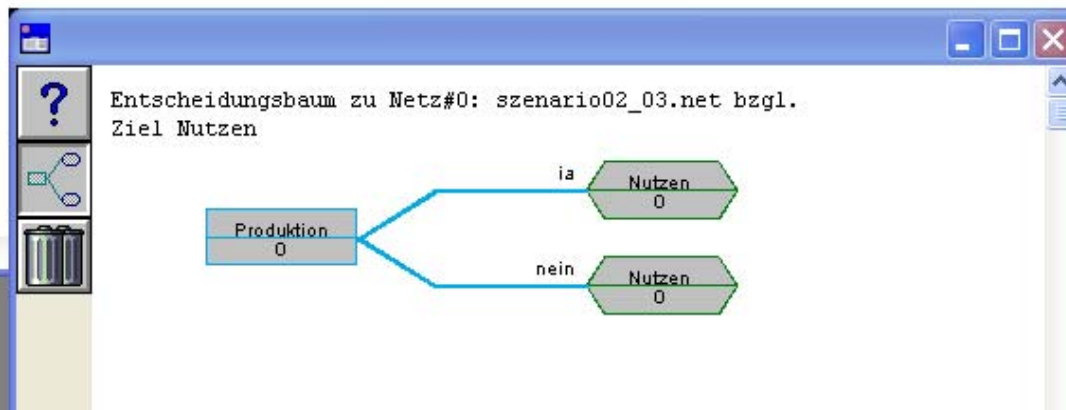 Entscheidungsbaum zu Netz#0: szenario02_03.net bzgl.
Ziel Nutzen
ja
Nutzen
0
Produktion
0
nein
Nutzen
0